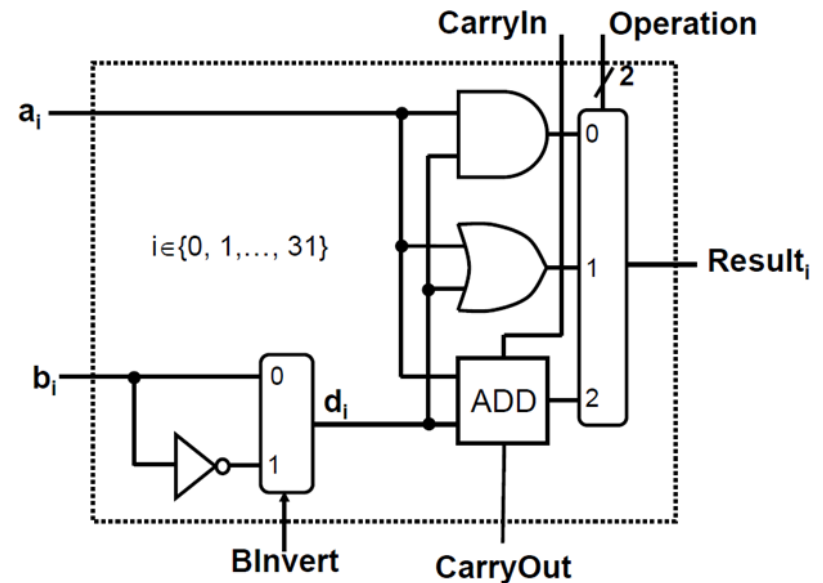 CarryIn Operation
2
aᵢ
0
i∈{0, 1,..., 31}
1
Resultᵢ
bᵢ
0
dᵢ
ADD
2
1
BInvert
CarryOut